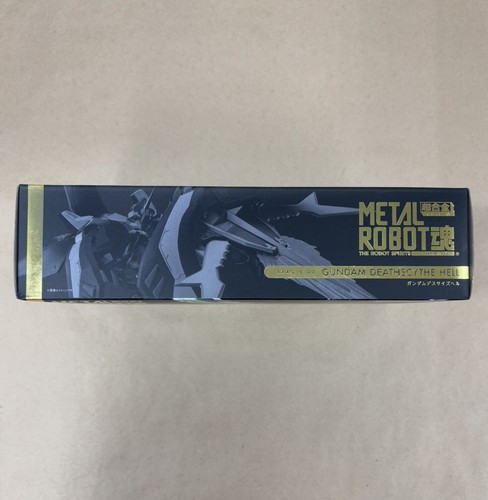 METAL 超合金
ROBOT魂
THE ROBOT SPIRITS
GUNDAM DEATHSCYTHE HELL
ガンダムデスサイズヘル